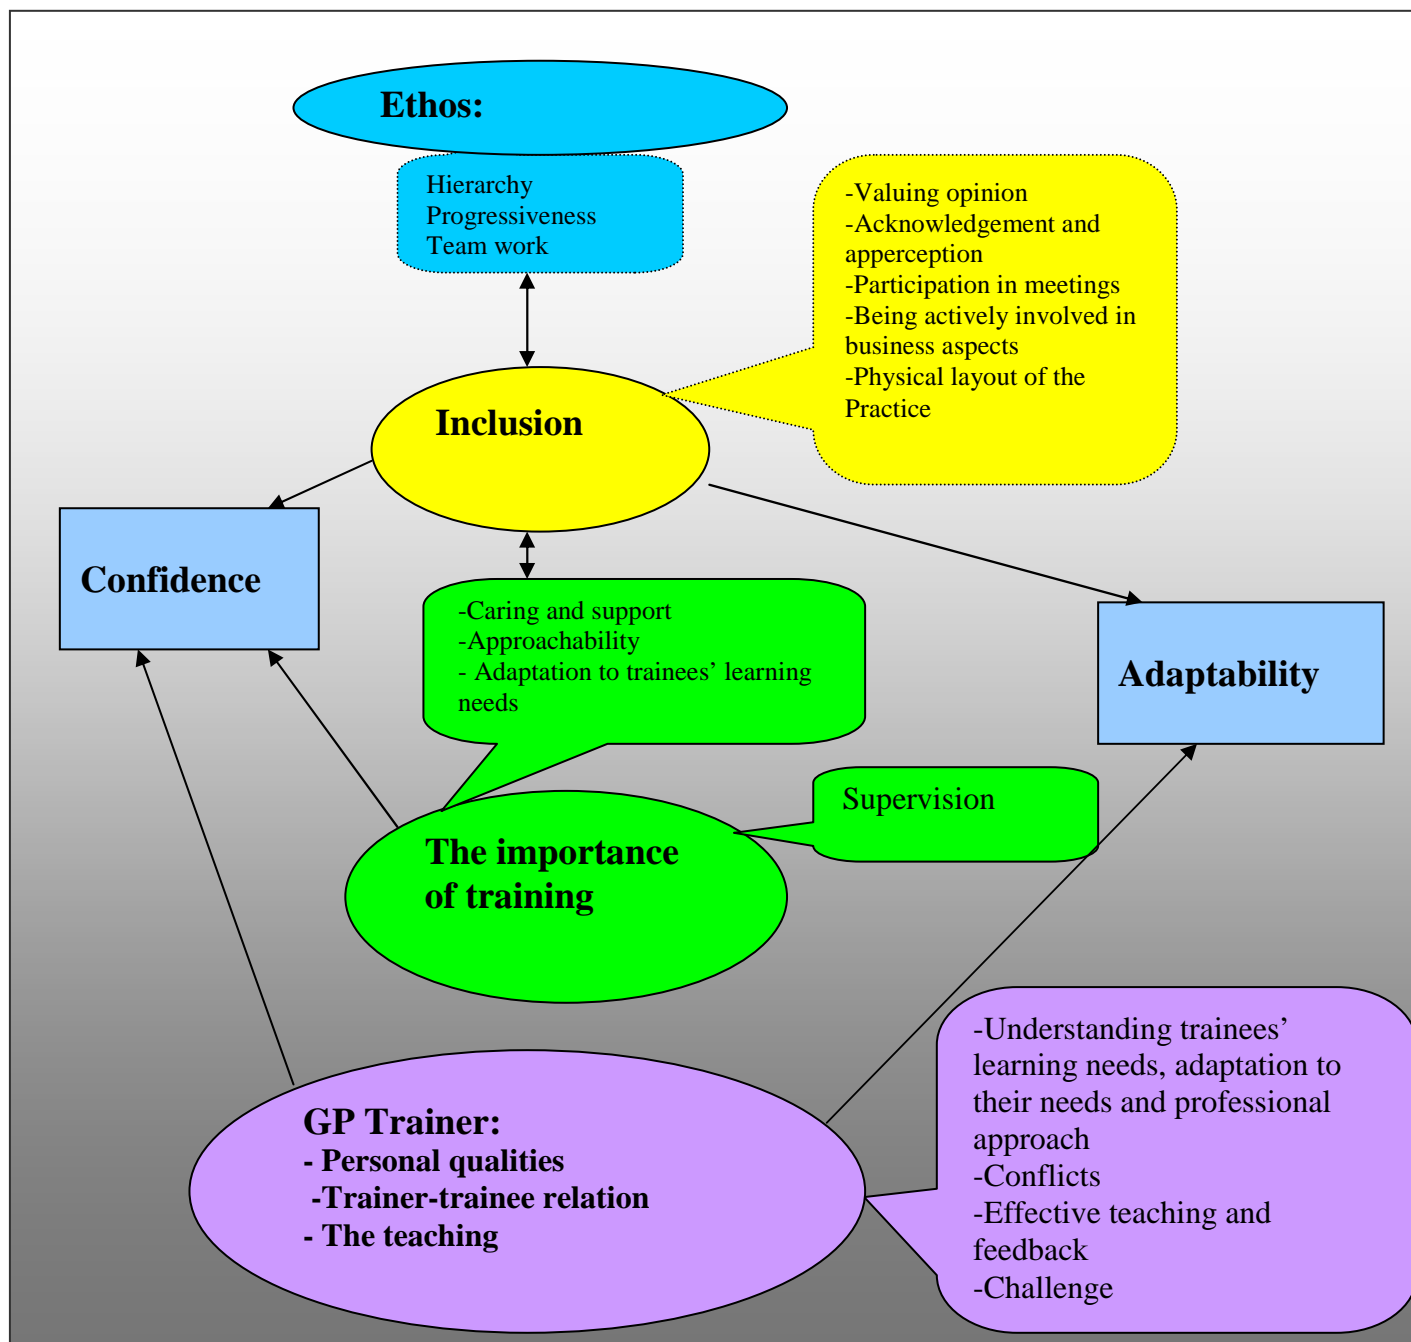 Ethos:
Hierarchy
Progressiveness
Team work
-Valuing opinion
-Acknowledgement and
apperception
-Participation in meetings
-Being actively involved in
business aspects
-Physical layout of the
Practice
Inclusion
Confidence
-Caring and support
-Approachability
- Adaptation to trainees’ learning
needs
Adaptability
Supervision
The importance
of training
GP Trainer:
- Personal qualities
-Trainer-trainee relation
- The teaching
-Understanding trainees’
learning needs, adaptation to
their needs and professional
approach
-Conflicts
-Effective teaching and
feedback
-Challenge